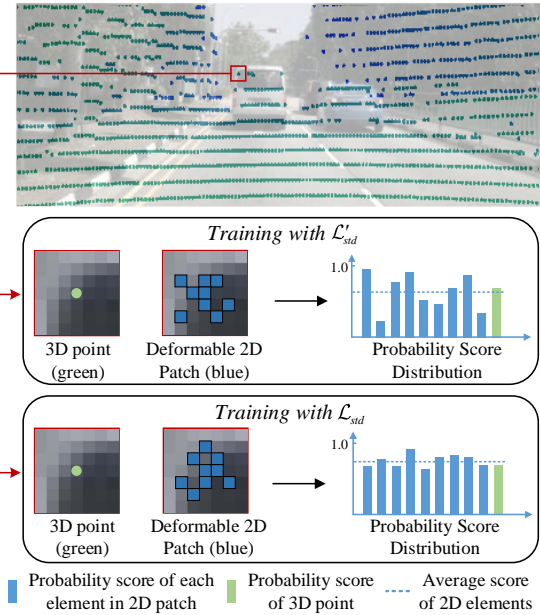 Training with ℒ′std
3D point
(green)
Deformable 2D
Patch (blue)
1.0
Probability Score
Distribution
Training with ℒstd
3D point
(green)
Deformable 2D
Patch (blue)
1.0
Probability Score
Distribution
Probability score of each
element in 2D patch
Probability score
of 3D point
Average score
of 2D elements